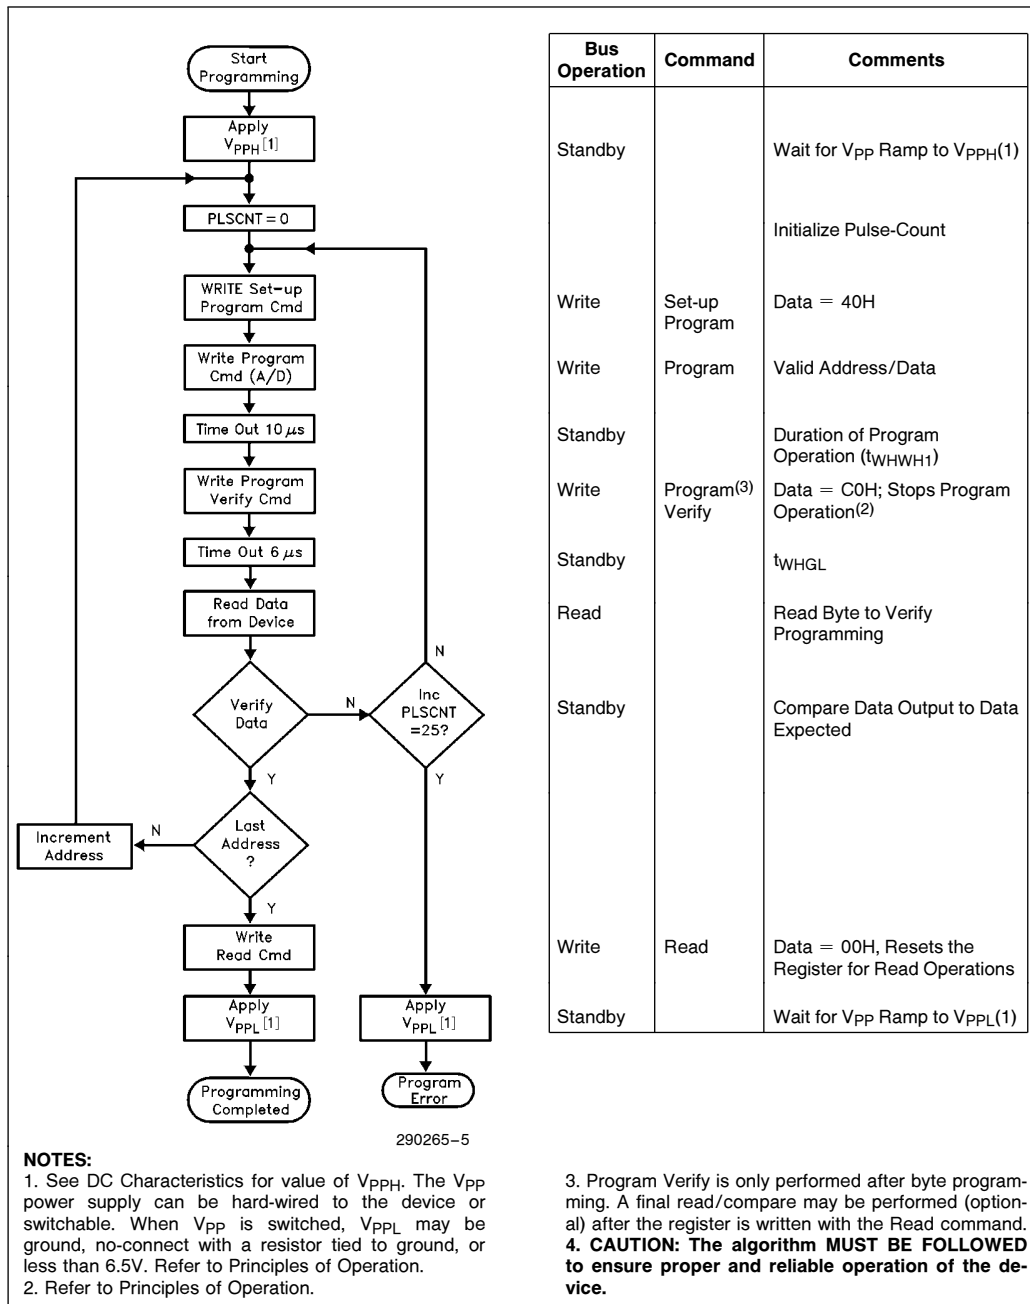 Start
Programming
Apply
VPPH [1]
PLSCNT = 0
WRITE Set-up
Program Cmd
Write Program
Cmd (A/D)
Time Out 10 µs
Write Program
Verify Cmd
Time Out 6 µs
Read Data
from Device
Verify
Data
N
Inc
PLSCNT
=25?
N
Y
Y
Last
Address
?
N
Increment
Address
Y
Write
Read Cmd
Apply
VPPL [1]
Programming
Completed
Apply
VPPL [1]
Program
Error
290265–5
Bus
Operation
Command
Comments
Standby
Wait for VPP Ramp to VPPH(1)
Initialize Pulse-Count
Write
Set-up
Program
Data = 40H
Write
Program
Valid Address/Data
Standby
Duration of Program
Operation (tWHWH1)
Write
Program(3)
Verify
Data = C0H; Stops Program
Operation(2)
Standby
tWHGL
Read
Read Byte to Verify
Programming
Standby
Compare Data Output to Data
Expected
Write
Read
Data = 00H, Resets the
Register for Read Operations
Standby
Wait for VPP Ramp to VPPL(1)
NOTES:
1. See DC Characteristics for value of VPPH. The VPP
power supply can be hard-wired to the device or
switchable. When VPP is switched, VPPL may be
ground, no-connect with a resistor tied to ground, or
less than 6.5V. Refer to Principles of Operation.
2. Refer to Principles of Operation.
3. Program Verify is only performed after byte program-
ming. A final read/compare may be performed (option-
al) after the register is written with the Read command.
4. CAUTION: The algorithm MUST BE FOLLOWED
to ensure proper and reliable operation of the de-
vice.